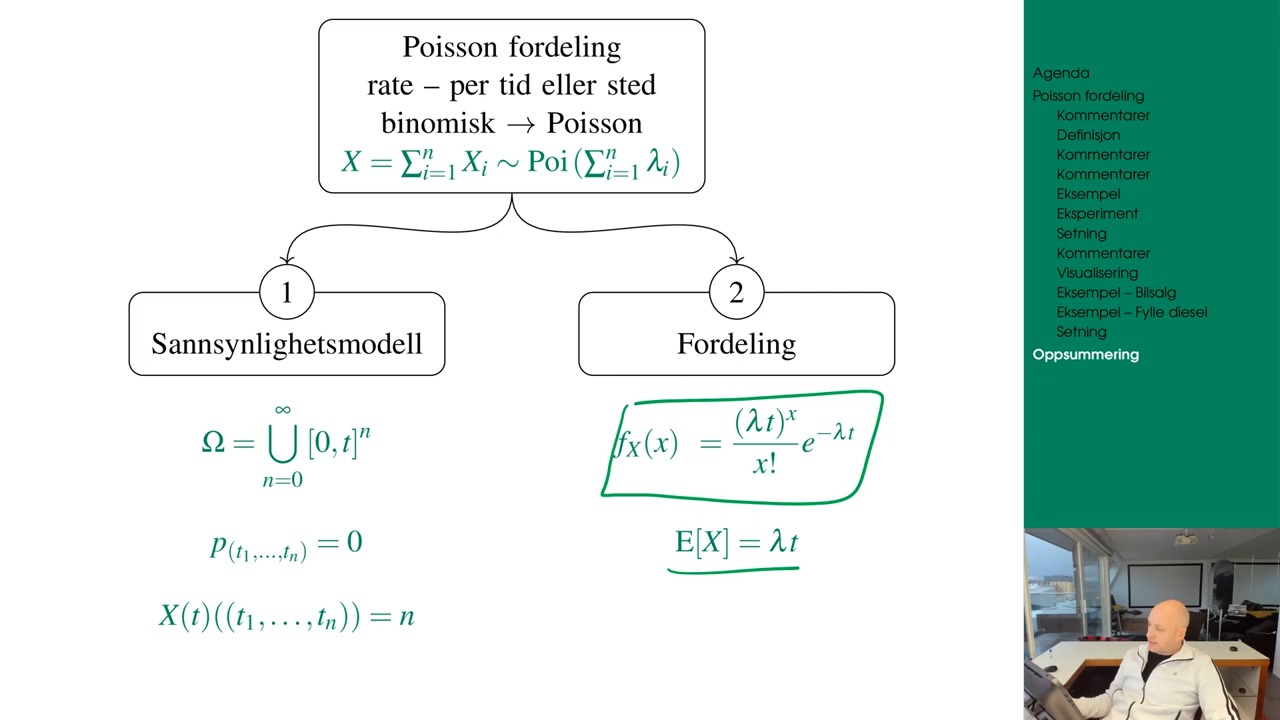 Poisson fordeling
rate – per tid eller sted
binomisk → Poisson
X = ∑ⁿᵢ₌₁ Xᵢ ∼ Poi (∑ⁿᵢ₌₁ λᵢ)
1
Sannsynlighetsmodell
Ω = ⋃_{n=0}^{∞} [0,t]ⁿ
p_{(t₁,...,tₙ)} = 0
X(t)((t₁,...,tₙ)) = n
2
Fordeling
f_X(x) = \frac{(λt)^x}{x!} e^{−λt}
E[X] = λt
Agenda
Poisson fordeling
Kommentarer
Definisjon
Kommentarer
Kommentarer
Eksempel
Eksperiment
Setning
Kommentarer
Visualisering
Eksempel – Bilsalg
Eksempel – Fylle diesel
Setning
Oppsummering